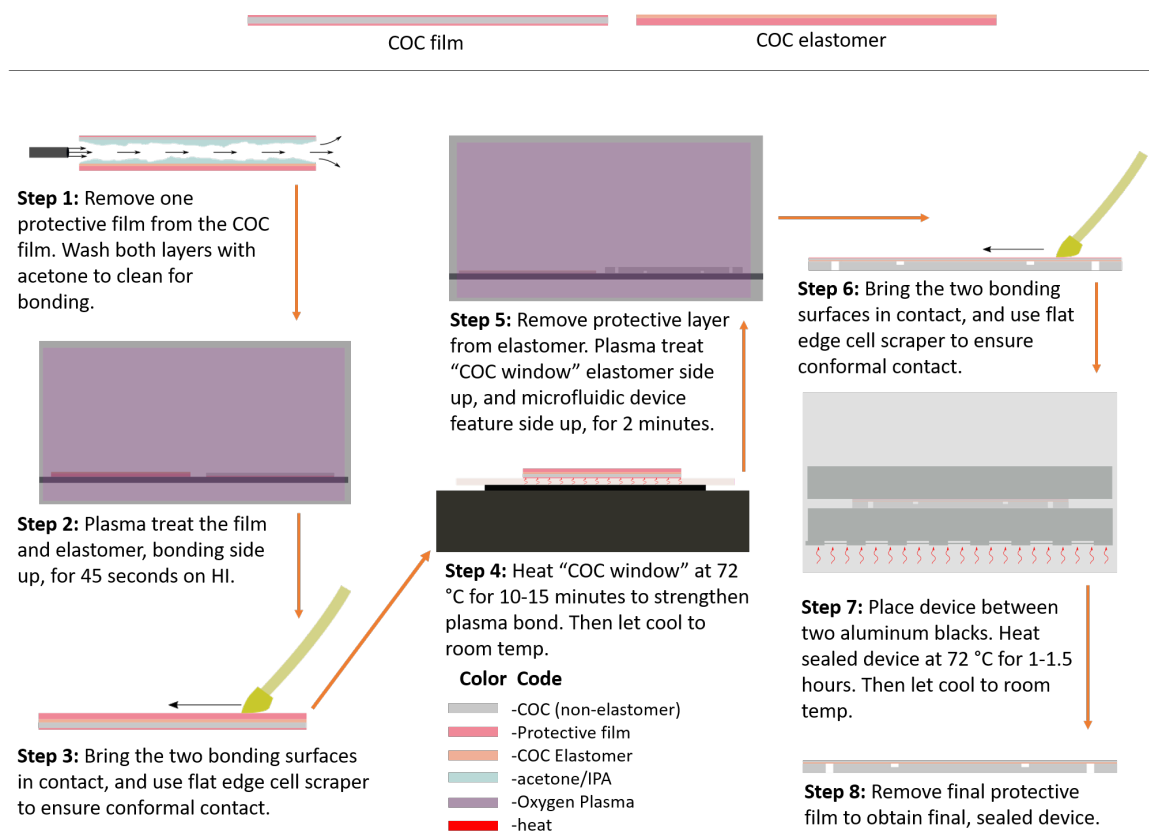 COC film
COC elastomer
Step 1: Remove one
protective film from the COC
film. Wash both layers with
acetone to clean for
bonding.
Step 2: Plasma treat the film
and elastomer, bonding side
up, for 45 seconds on HI.
Step 3: Bring the two bonding surfaces
in contact, and use flat edge cell scraper
to ensure conformal contact.
Step 4: Heat “COC window” at 72
°C for 10-15 minutes to strengthen
plasma bond. Then let cool to
room temp.
Step 5: Remove protective layer
from elastomer. Plasma treat
“COC window” elastomer side
up, and microfluidic device
feature side up, for 2 minutes.
Step 6: Bring the two bonding
surfaces in contact, and use flat
edge cell scraper to ensure
conformal contact.
Step 7: Place device between
two aluminum blacks. Heat
sealed device at 72 °C for 1-1.5
hours. Then let cool to room
temp.
Step 8: Remove final protective
film to obtain final, sealed device.
Color Code
-COC (non-elastomer)
-Protective film
-COC Elastomer
-acetone/IPA
-Oxygen Plasma
-heat